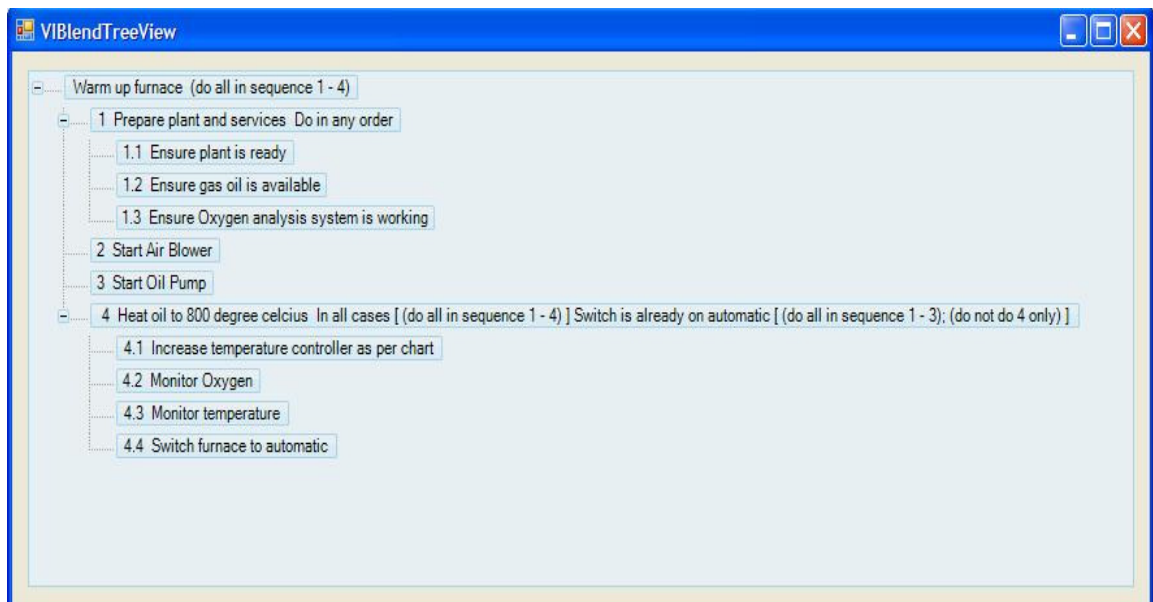 VIBlendTreeView
Warm up furnace (do all in sequence 1 - 4)
1 Prepare plant and services Do in any order
1.1 Ensure plant is ready
1.2 Ensure gas oil is available
1.3 Ensure Oxygen analysis system is working
2 Start Air Blower
3 Start Oil Pump
4 Heat oil to 800 degree celcius In all cases [ (do all in sequence 1 - 4) ] Switch is already on automatic [ (do all in sequence 1 - 3); (do not do 4 only) ]
4.1 Increase temperature controller as per chart
4.2 Monitor Oxygen
4.3 Monitor temperature
4.4 Switch furnace to automatic